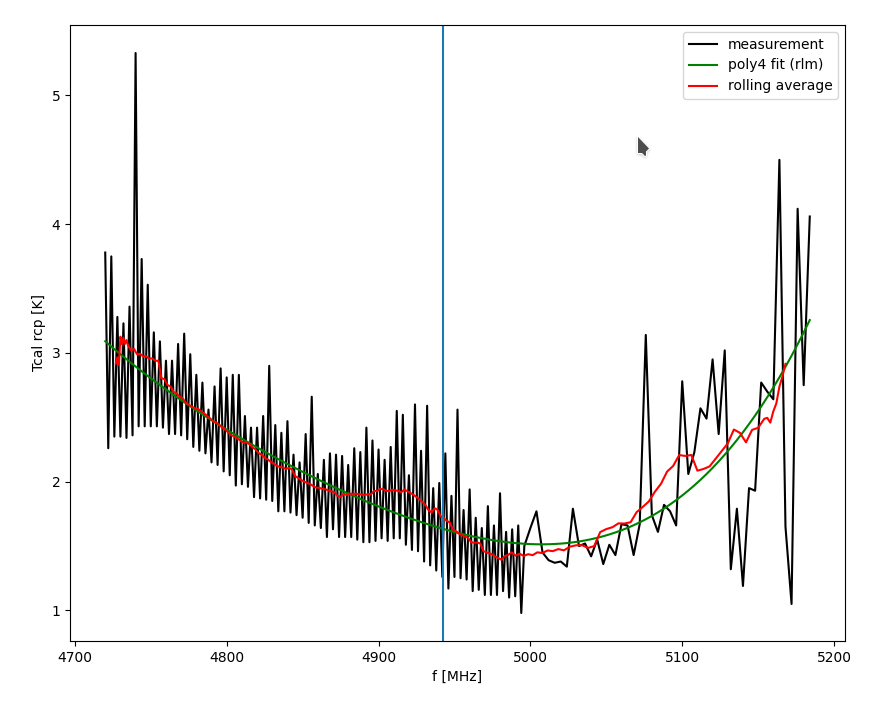 measurement
poly4 fit (rlm)
rolling average
5
4
3
2
1
Tcal rcp [K]
4700
4800
4900
5000
5100
5200
f [MHz]